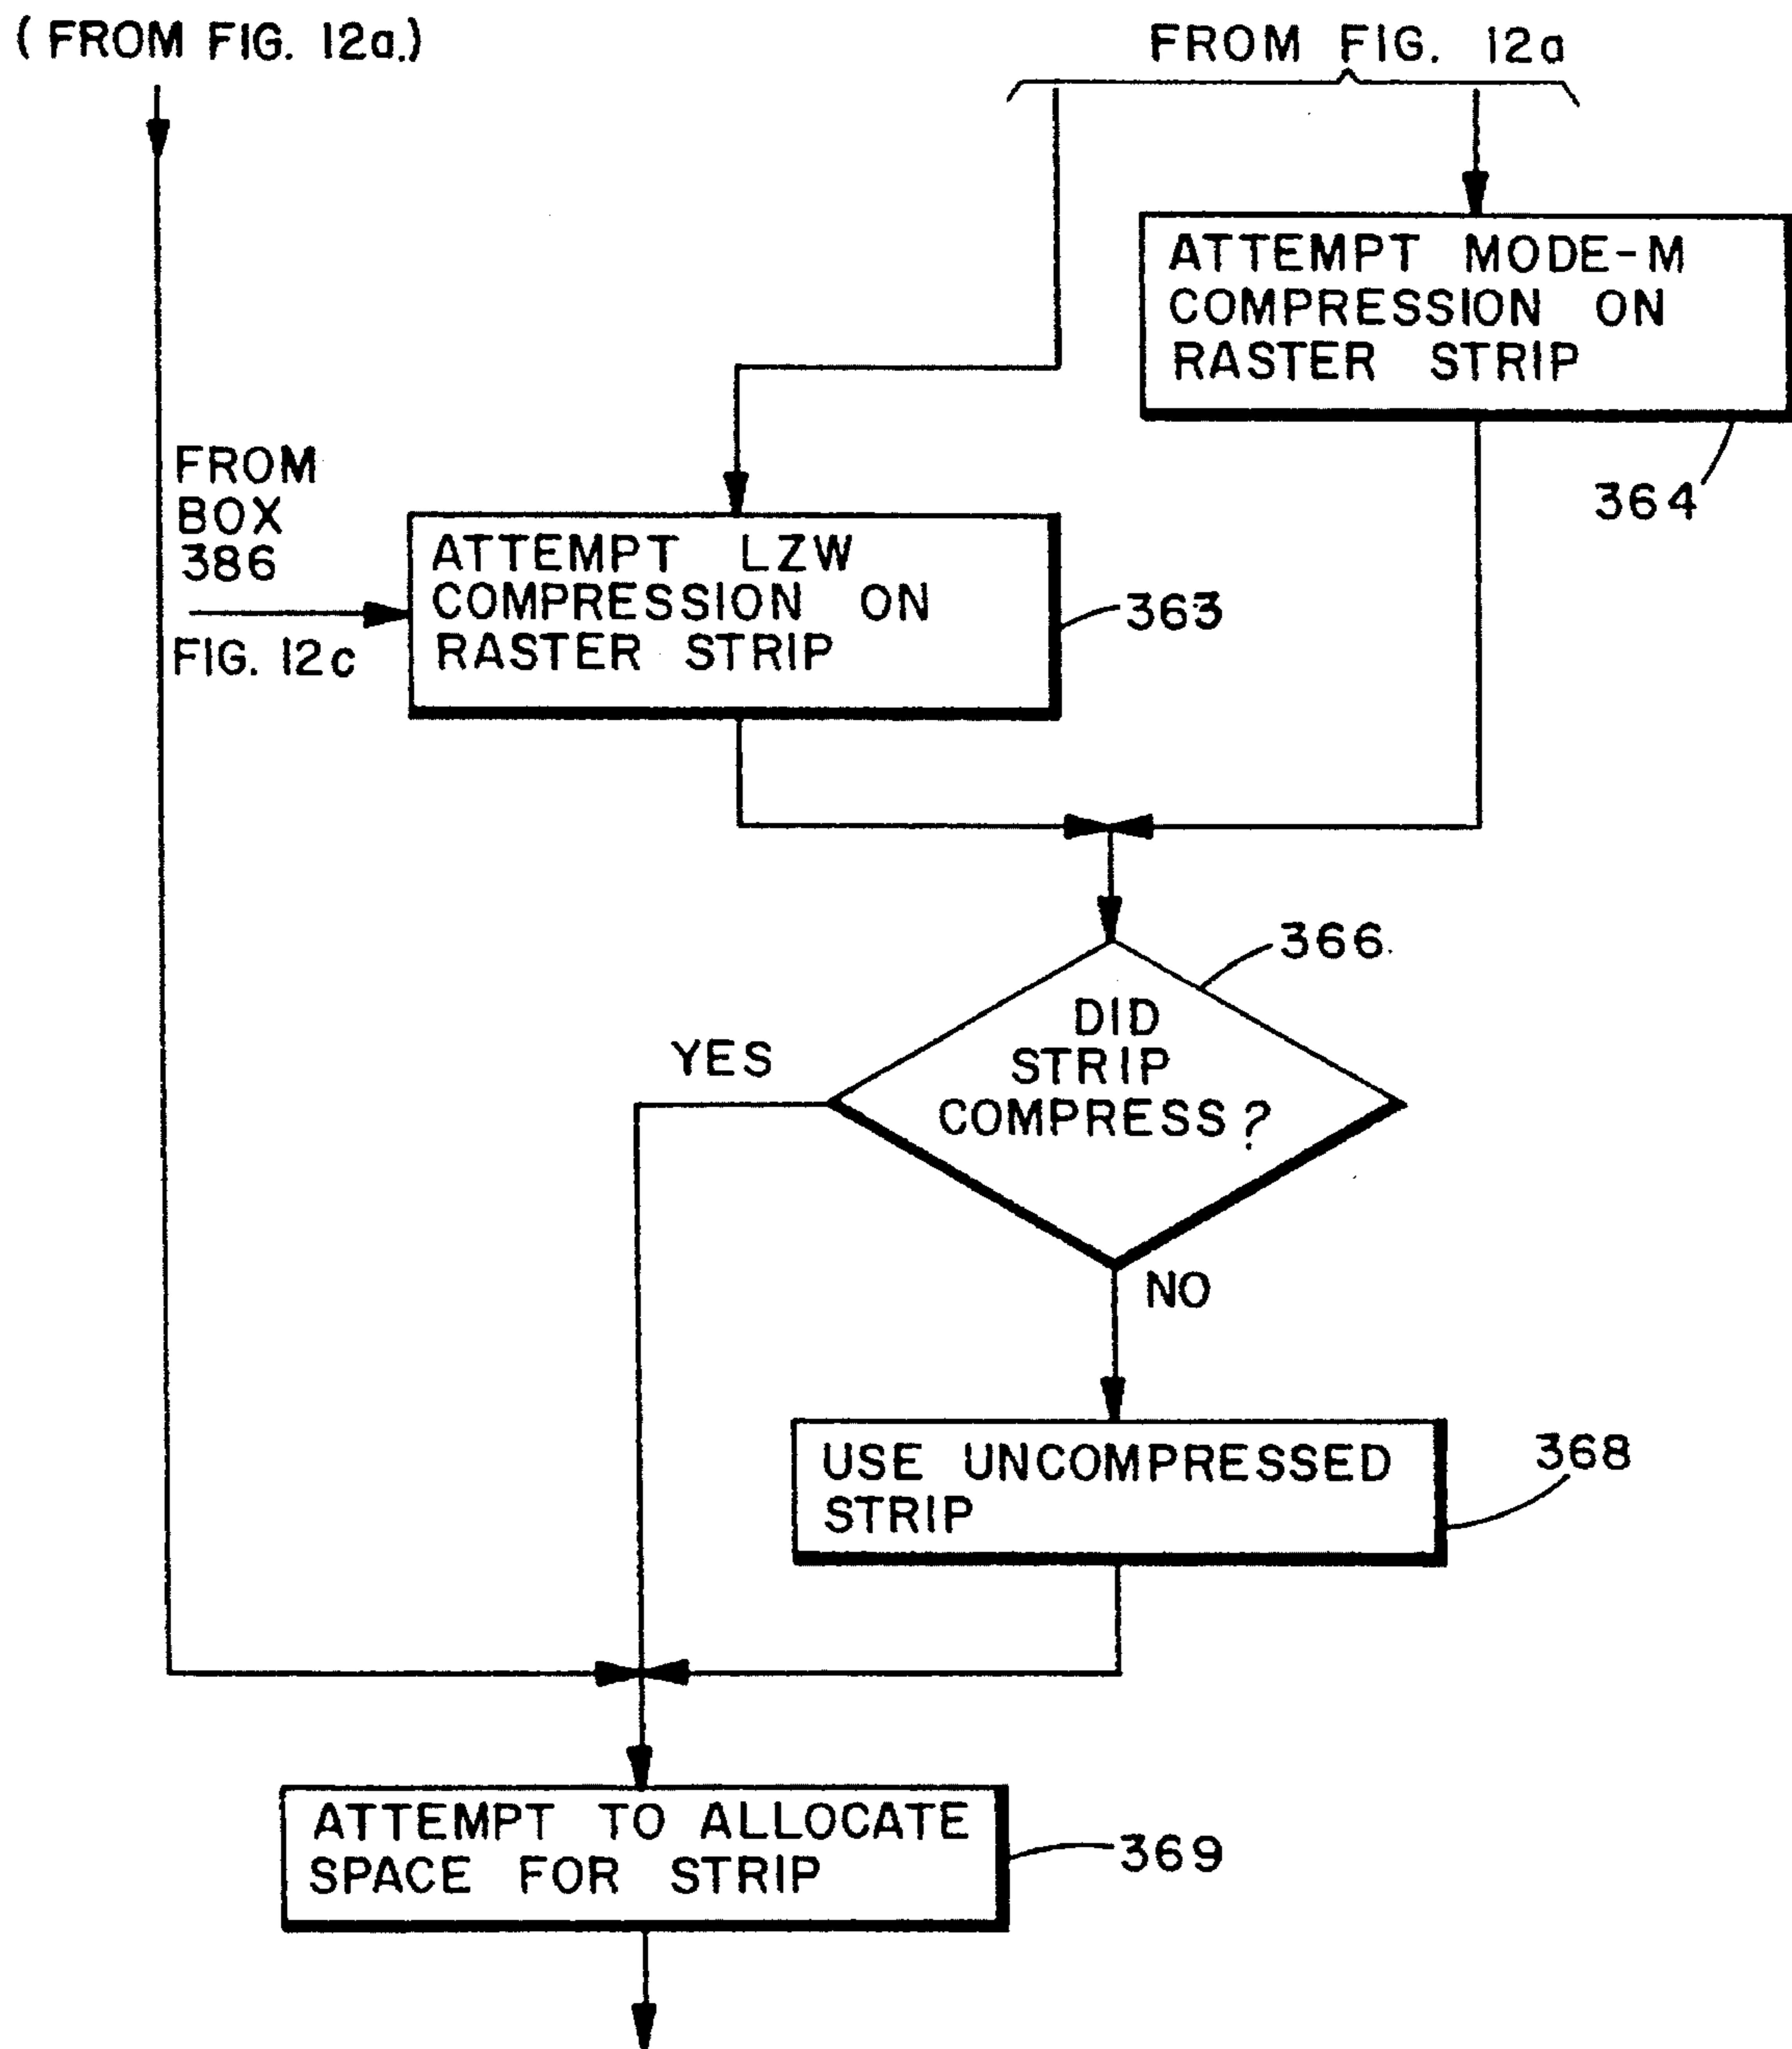 (FROM FIG. 12a.)
FROM FIG. 12a
ATTEMPT MODE-M
COMPRESSION ON
RASTER STRIP
364
FROM
BOX
386
FIG. 12c
ATTEMPT LZW
COMPRESSION ON
RASTER STRIP
363
366
DID
STRIP
COMPRESS?
YES
NO
USE UNCOMPRESSED
STRIP
368
ATTEMPT TO ALLOCATE
SPACE FOR STRIP
369